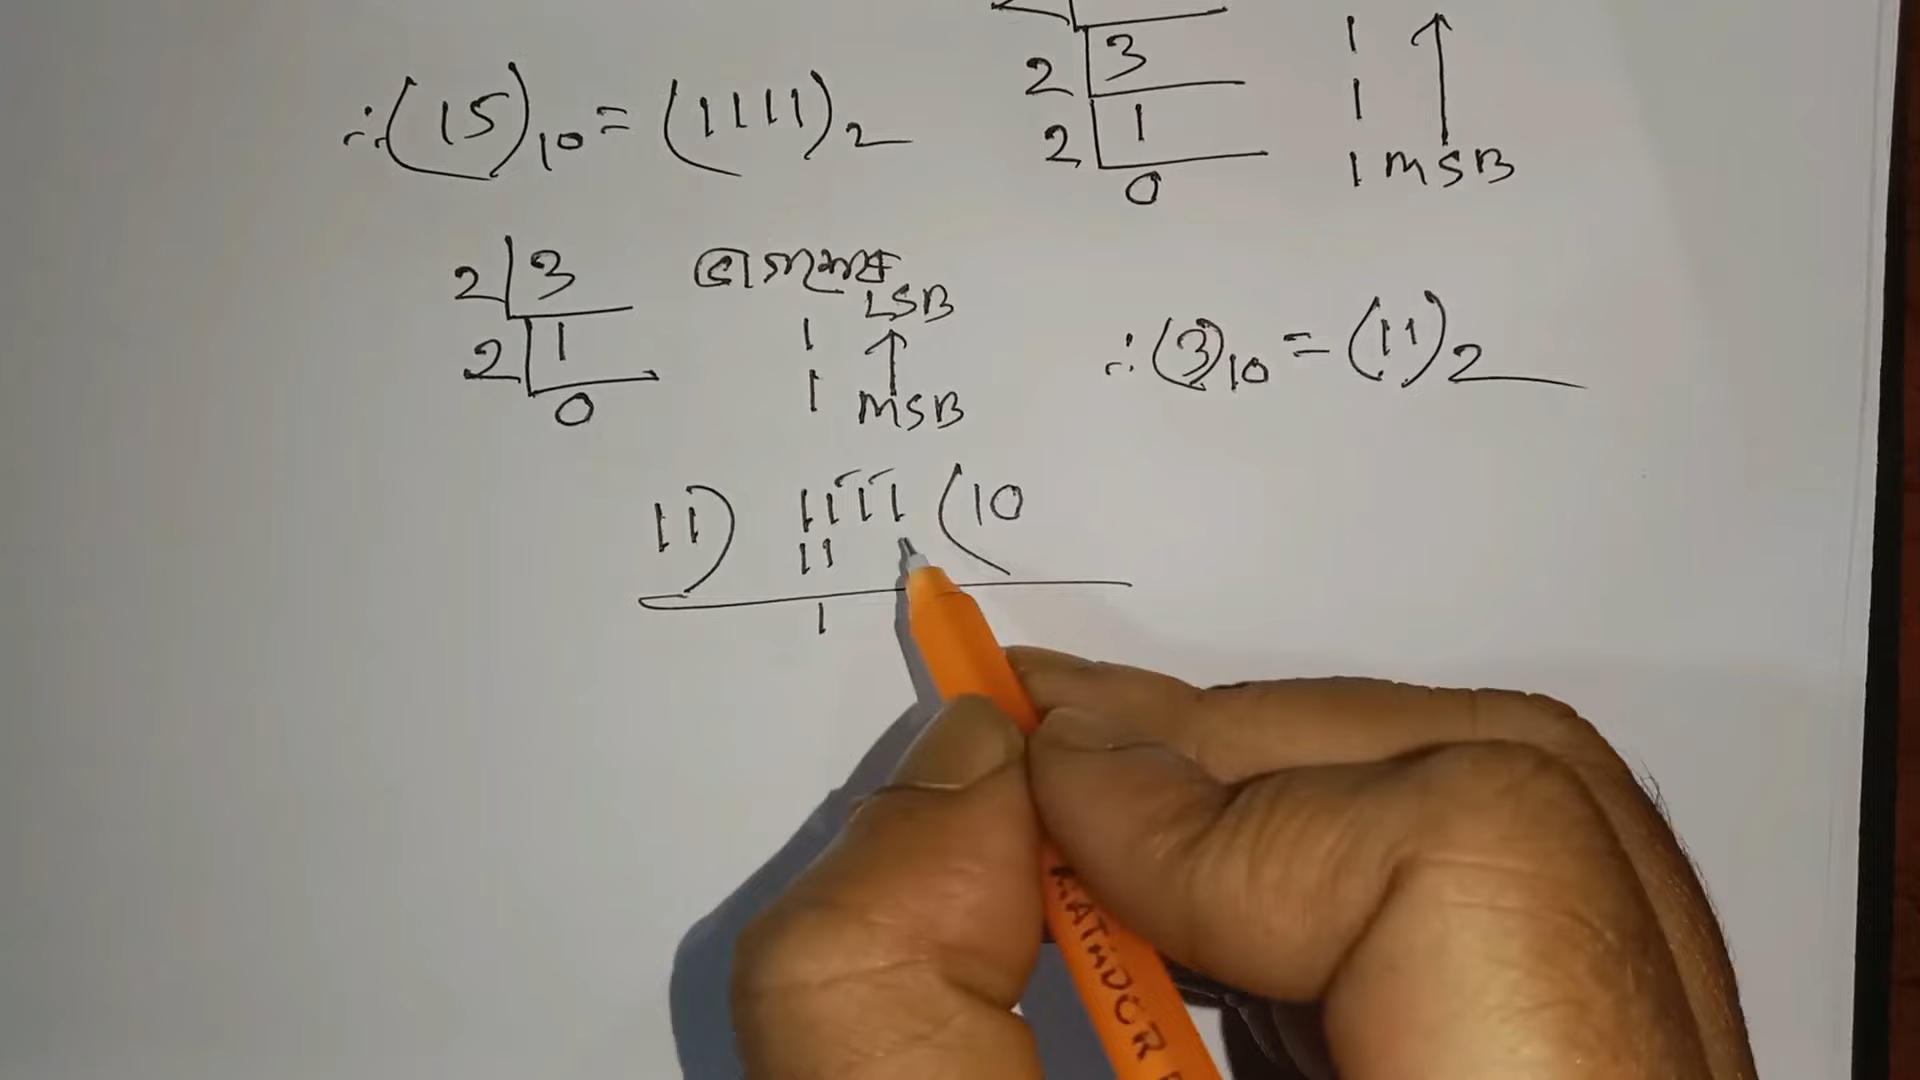 2 3 1 ↑
∴(15)10 = (1111)2
2 1 1
0 1 MSB
2 3 LSB
2 1 1 ↑
0 1 MSB
∴(3)10 = (11)2
11) 1111 (10
11
1
MATADOR